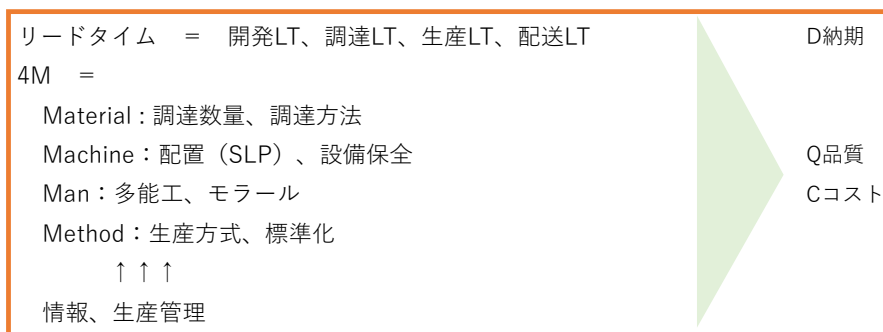 リードタイム　＝　開発LT、調達LT、生産LT、配送LT　D納期
4M　＝
Material : 調達数量、調達方法
Machine：配置（SLP）、設備保全　Q品質
Man：多能工、モラール　Cコスト
Method：生産方式、標準化
↑ ↑ ↑
情報、生産管理